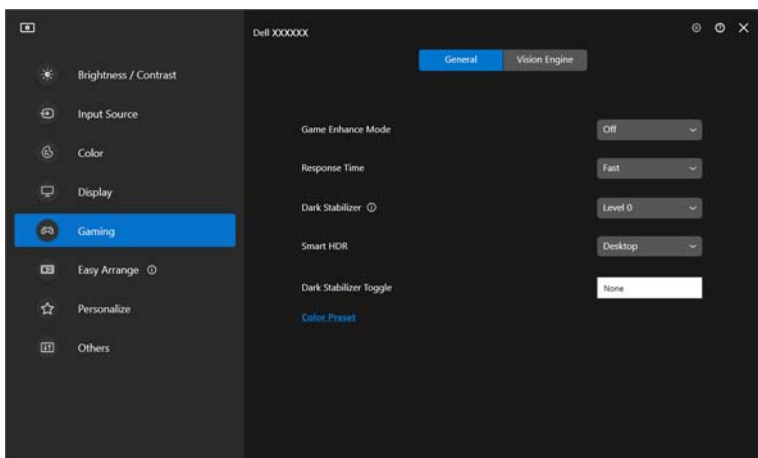 Dell XXXXXX
General
Vision Engine
Brightness / Contrast
Input Source
Color
Display
Gaming
Easy Arrange
Personalize
Others
Game Enhance Mode
Off
Response Time
Fast
Dark Stabilizer
Level 0
Smart HDR
Desktop
Dark Stabilizer Toggle
None
Color Preset